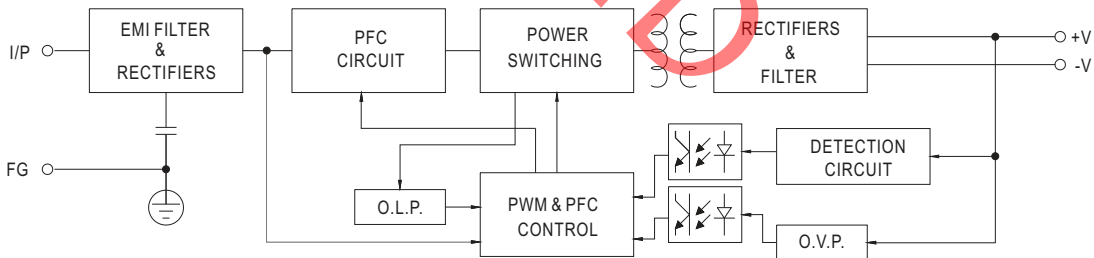 I/P
EMI FILTER
&
RECTIFIERS
PFC
CIRCUIT
POWER
SWITCHING
RECTIFIERS
&
FILTER
+V
-V
FG
DETECTION
CIRCUIT
O.L.P.
PWM & PFC
CONTROL
O.V.P.